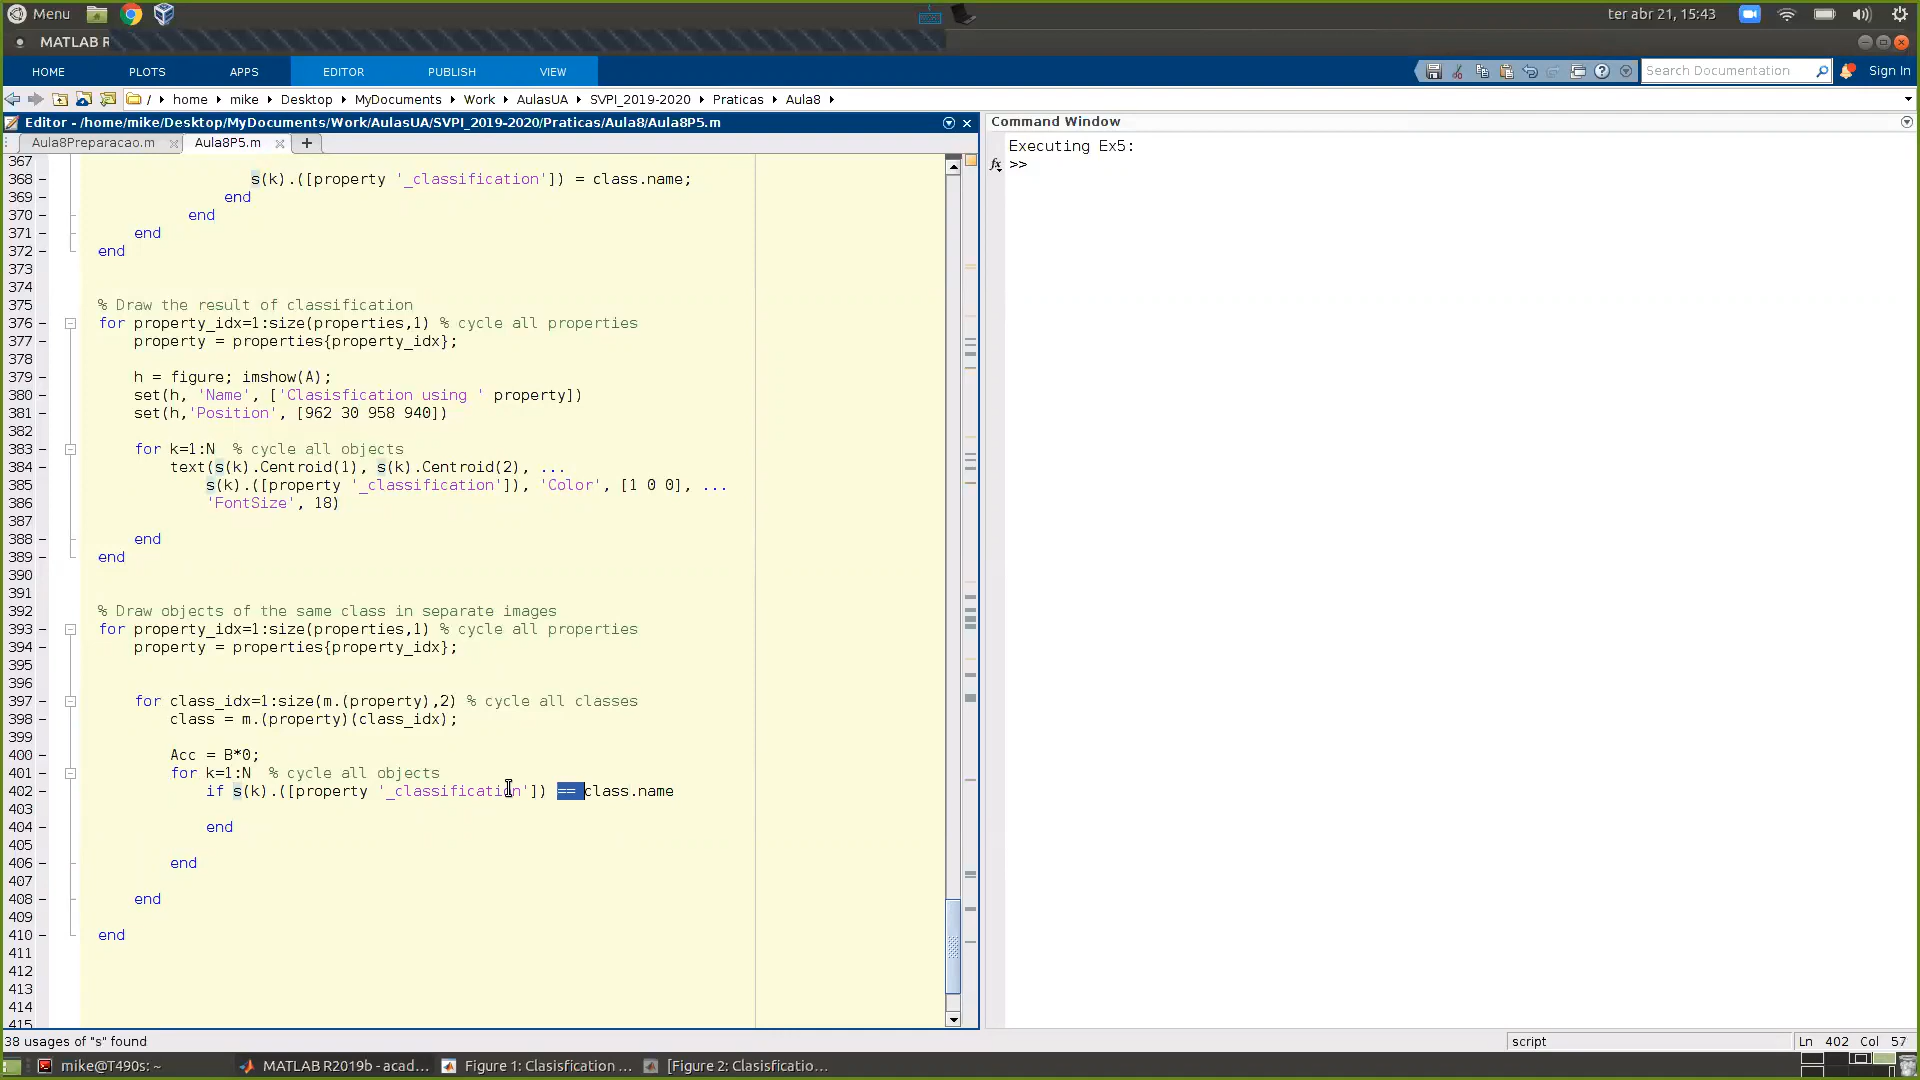 Menu
ter abr 21, 15:43
MATLAB R
HOME PLOTS APPS EDITOR PUBLISH VIEW
Search Documentation
Sign In
/ home mike Desktop MyDocuments Work AulasUA SVPI_2019-2020 Praticas Aula8
Editor - /home/mike/Desktop/MyDocuments/Work/AulasUA/SVPI_2019-2020/Praticas/Aula8/Aula8P5.m
Aula8Preparacao.m
Aula8P5.m
367
368 s(k).([property '_classification']) = class.name;
369 end
370 end
371 end
372 end
373
374
375 % Draw the result of classification
376 for property_idx=1:size(properties,1) % cycle all properties
377 property = properties{property_idx};
378
379 h = figure; imshow(A);
380 set(h, 'Name', ['Clasisfication using ' property])
381 set(h,'Position', [962 30 958 940])
382
383 for k=1:N % cycle all objects
384 text(s(k).Centroid(1), s(k).Centroid(2), ...
385 s(k).([property '_classification']), 'Color', [1 0 0], ...
386 'FontSize', 18)
387
388 end
389 end
390
391
392 % Draw objects of the same class in separate images
393 for property_idx=1:size(properties,1) % cycle all properties
394 property = properties{property_idx};
395
396
397 for class_idx=1:size(m.(property),2) % cycle all classes
398 class = m.(property)(class_idx);
399
400 Acc = B*0;
401 for k=1:N % cycle all objects
402 if s(k).([property '_classification']) == class.name
403
404 end
405
406 end
407
408 end
409
410 end
411
412
413
414
415
Command Window
Executing Ex5:
fx >>
38 usages of "s" found
script
Ln 402 Col 57
mike@T490s: ~
MATLAB R2019b - acad...
Figure 1: Clasisfication ...
[Figure 2: Clasisficatio...